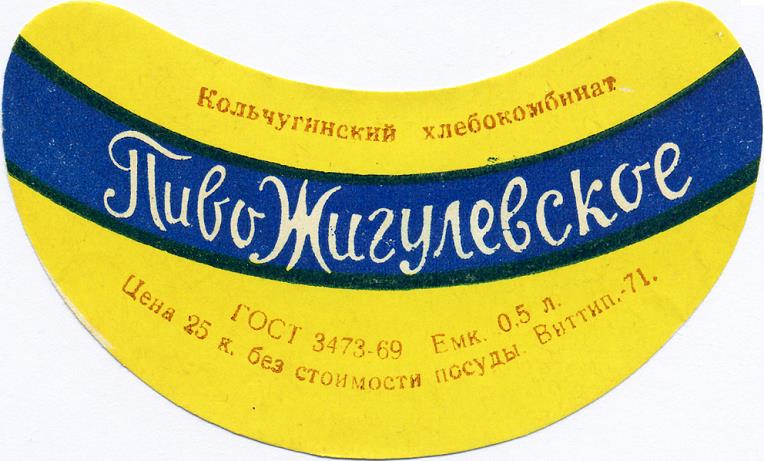 Кольчугинский хлебокомбинат
Пиво Жигулевское
ГОСТ 3473-69 Емк. 0,5 л.
Цена 25 к. без стоимости посуды. Виттип.-71.